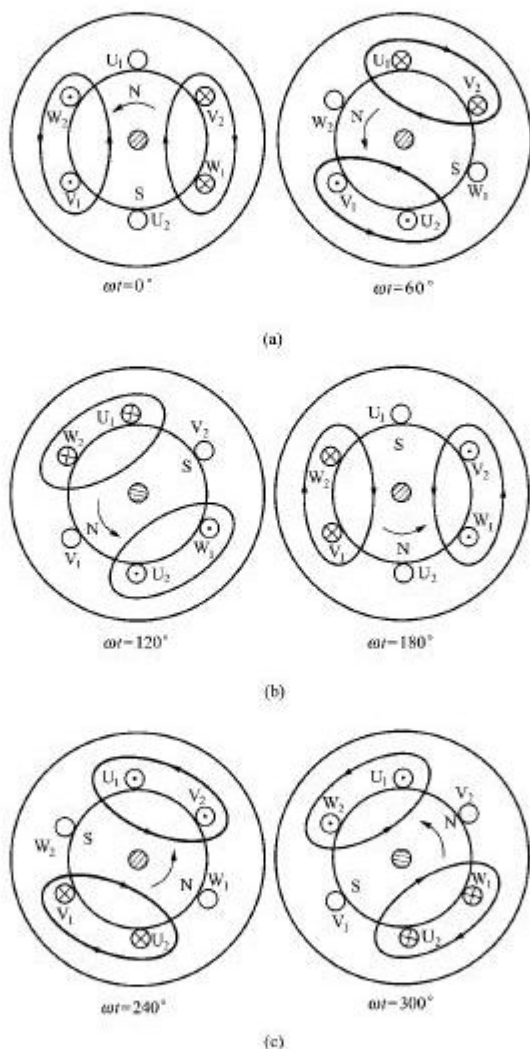 U₁ U₁
N V₂
W₂ V₂ W₂ N
V₁ S W₁ V₁ S W₁
U₂ U₂
ωt=0° ωt=60°
(a)
U₁ V₂ U₁
W₂ S S V₂
W₂
V₁ N W₁ V₁ N W₁
U₂ U₂
ωt=120° ωt=180°
(b)
U₁ V₂ U₁ V₂
W₂ S W₂ N
V₁ N W₁ S W₁
U₂ V₁ U₂
ωt=240° ωt=300°
(c)